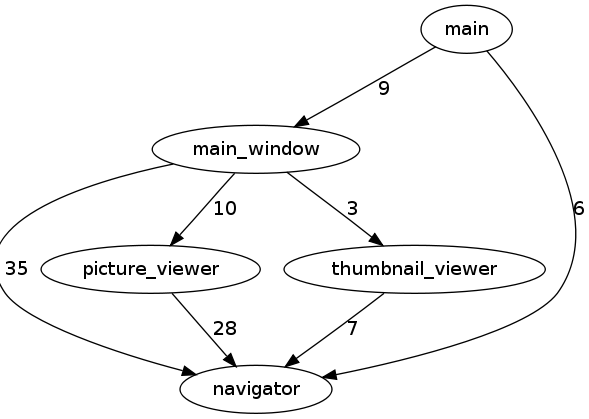 main
9
main_window
10
3
6
35
picture_viewer
thumbnail_viewer
28
7
navigator